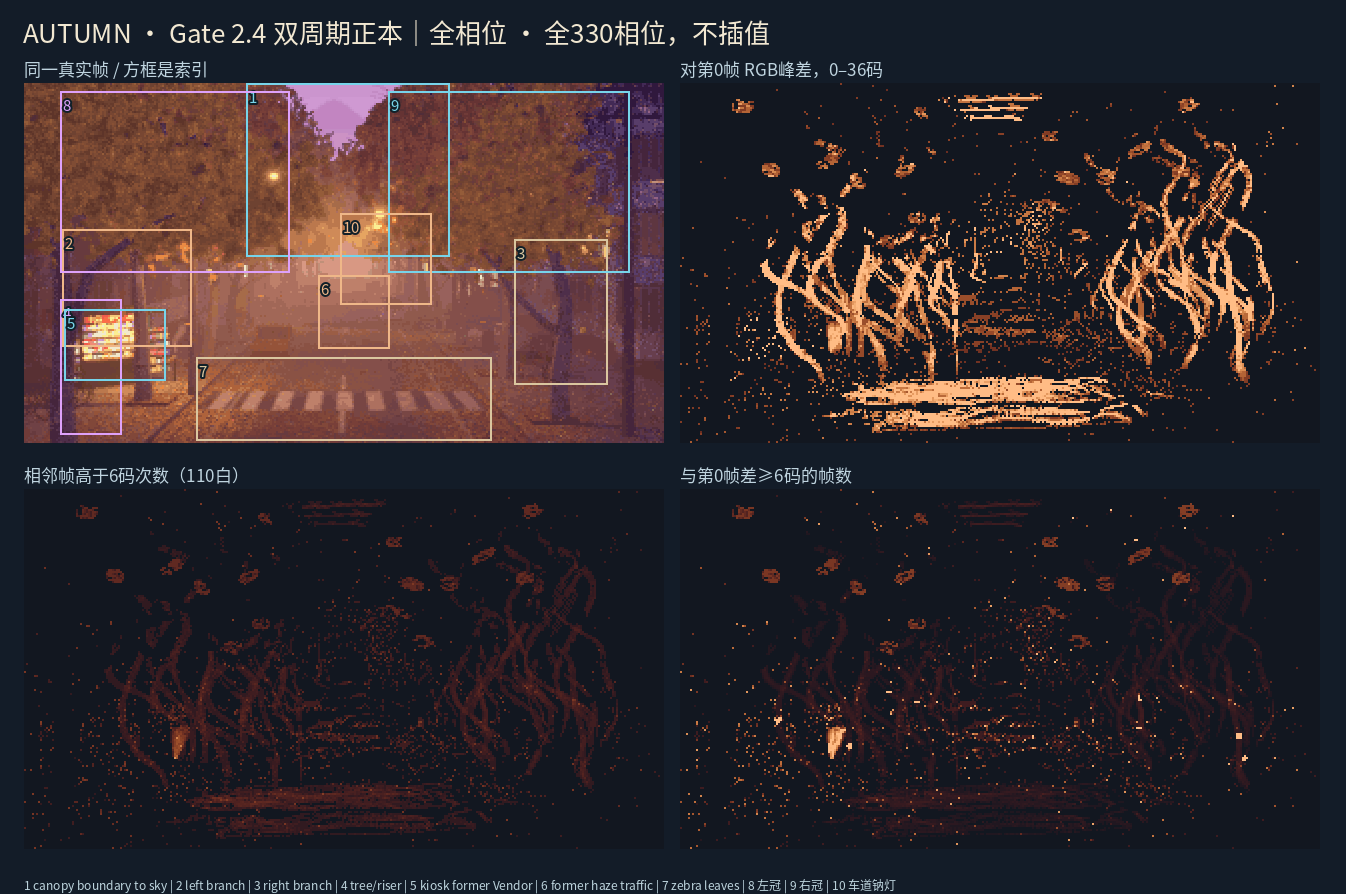 AUTUMN · Gate 2.4 双周期正本｜全相位 · 全330相位，不插值
同一真实帧 / 方框是索引
对第0帧 RGB峰差，0–36码
8
1
9
2
10
3
6
5
7
相邻帧高于6码次数（110白）
与第0帧差≥6码的帧数
1 canopy boundary to sky | 2 left branch | 3 right branch | 4 tree/riser | 5 kiosk former Vendor | 6 former haze traffic | 7 zebra leaves | 8 左冠 | 9 右冠 | 10 车道钠灯